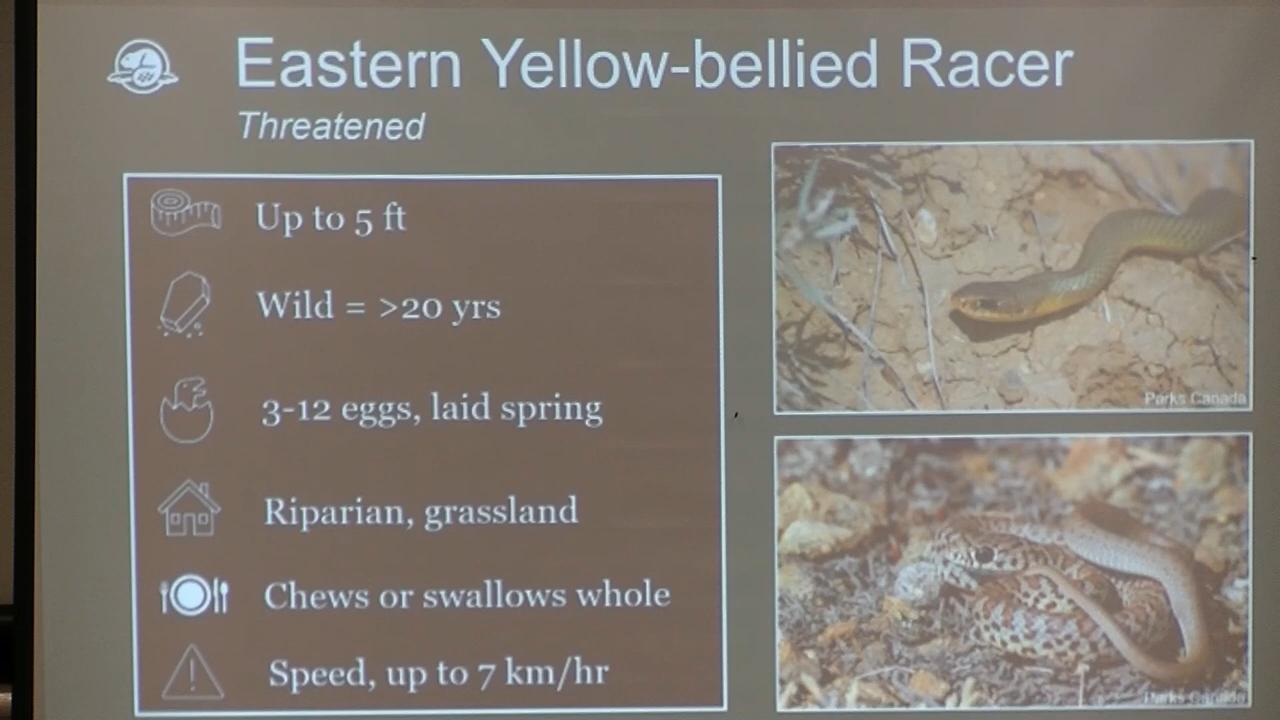 Eastern Yellow-bellied Racer
Threatened
Up to 5 ft
Wild = >20 yrs
3-12 eggs, laid spring
Riparian, grassland
Chews or swallows whole
Speed, up to 7 km/hr
Parks Canada
Parks Canada